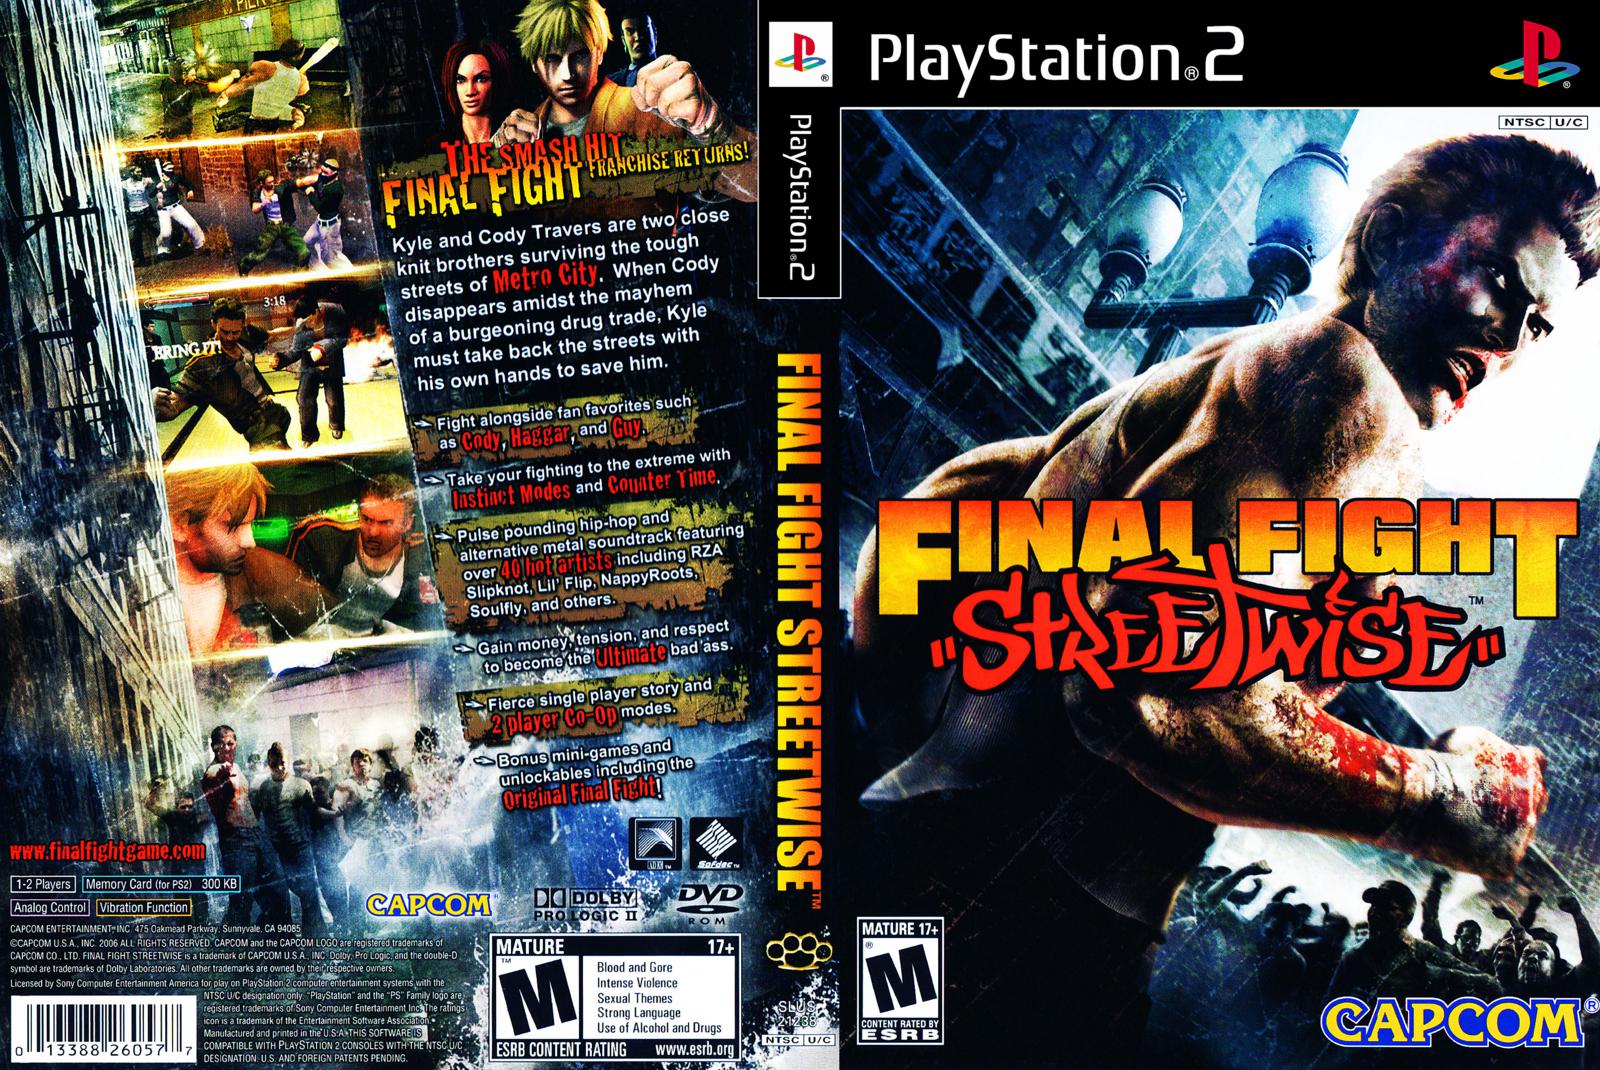 PIER
THE SMASH HIT
FRANCHISE RETURNS!
FINAL FIGHT
Kyle and Cody Travers are two close
knit brothers surviving the tough
streets of Metro City. When Cody
disappears amidst the mayhem
of a burgeoning drug trade, Kyle
must take back the streets with
his own hands to save him.
3:18
BRING IT!
Fight alongside fan favorites such
as Cody, Haggar, and Guy.
Take your fighting to the extreme with
Instinct Modes and Counter Time.
Pulse pounding hip-hop and
alternative metal soundtrack featuring
over 40 hot artists including RZA
Slipknot, Lil' Flip, NappyRoots,
Soulfly, and others.
Gain money, tension, and respect
to become the Ultimate bad ass.
Fierce single player story and
2 player Co-Op modes.
Bonus mini-games and
unlockables including the
Original Final Fight!
www.finalfightgame.com
1-2 Players
Memory Card (for PS2) 300 KB
Analog Control
Vibration Function
CAPCOM®
ADX™
SofDec™
DOLBY
PRO LOGIC II
DVD
ROM
CAPCOM ENTERTAINMENT, INC. 475 Oakmead Parkway, Sunnyvale, CA 94085
©CAPCOM U.S.A., INC. 2006 ALL RIGHTS RESERVED. CAPCOM and the CAPCOM LOGO are registered trademarks of
CAPCOM CO., LTD. FINAL FIGHT STREETWISE is a trademark of CAPCOM U.S.A., INC. Dolby, Pro Logic, and the double-D
symbol are trademarks of Dolby Laboratories. All other trademarks are owned by their respective owners.
Licensed by Sony Computer Entertainment America for play on PlayStation 2 computer entertainment systems with the
NTSC U/C designation only. "PlayStation" and the "PS" Family logo are
registered trademarks of Sony Computer Entertainment Inc. The ratings
icon is a trademark of the Entertainment Software Association.
Manufactured and printed in the U.S.A. THIS SOFTWARE IS
COMPATIBLE WITH PLAYSTATION 2 CONSOLES WITH THE NTSC U/C
DESIGNATION. U.S. AND FOREIGN PATENTS PENDING.
0 13388 26057 7
MATURE 17+
M™
Blood and Gore
Intense Violence
Sexual Themes
Strong Language
Use of Alcohol and Drugs
ESRB CONTENT RATING www.esrb.org
PlayStation®2
FINAL FIGHT STREETWISE™
SLUS
21238
NTSC U/C
PlayStation®2
NTSC U/C
FINAL FIGHT
"STREETWISE"™
MATURE 17+
M®
CONTENT RATED BY
ESRB
CAPCOM®